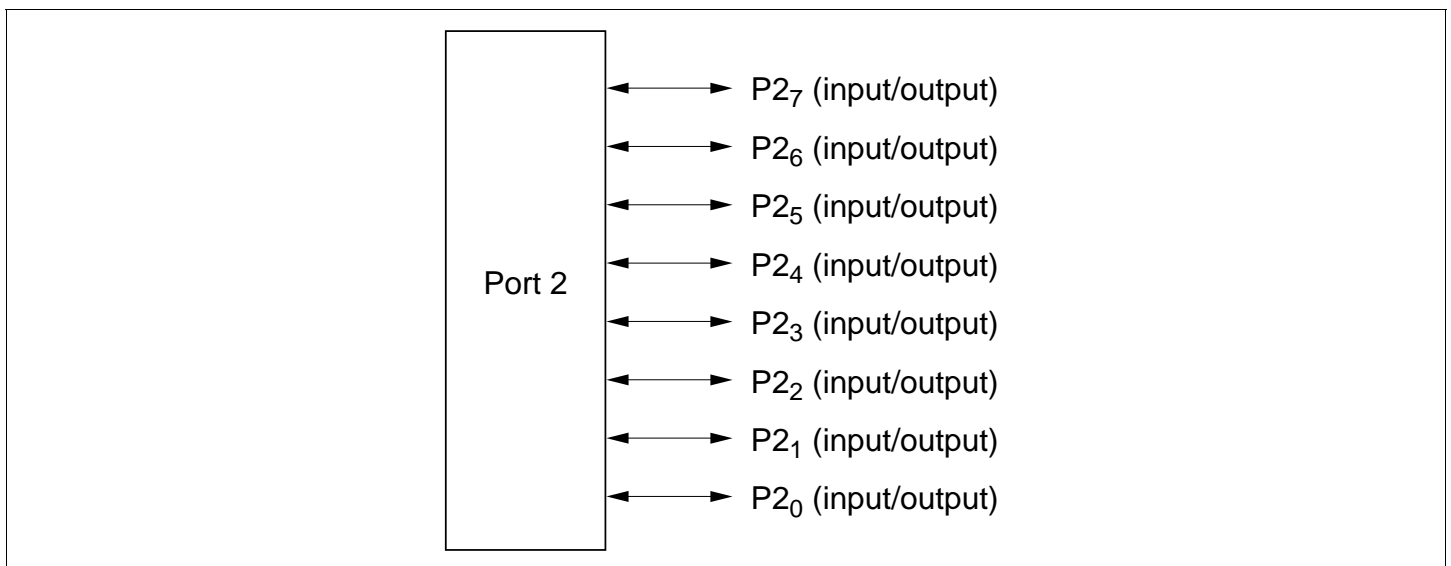 P2₇ (input/output)
P2₆ (input/output)
P2₅ (input/output)
P2₄ (input/output)
Port 2
P2₃ (input/output)
P2₂ (input/output)
P2₁ (input/output)
P2₀ (input/output)